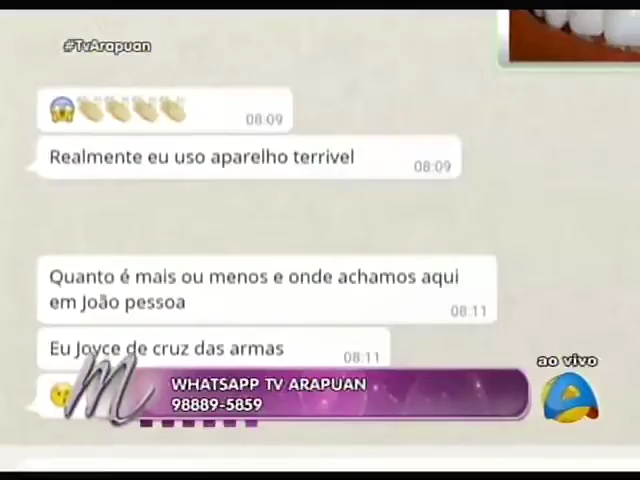 #TvArapuan
08:09
Realmente eu uso aparelho terrivel
08:09
Quanto é mais ou menos e onde achamos aqui
em João pessoa
08:11
Eu Joyce de cruz das armas
08:11
ao vivo
M
WHATSAPP TV ARAPUAN
98889-5859